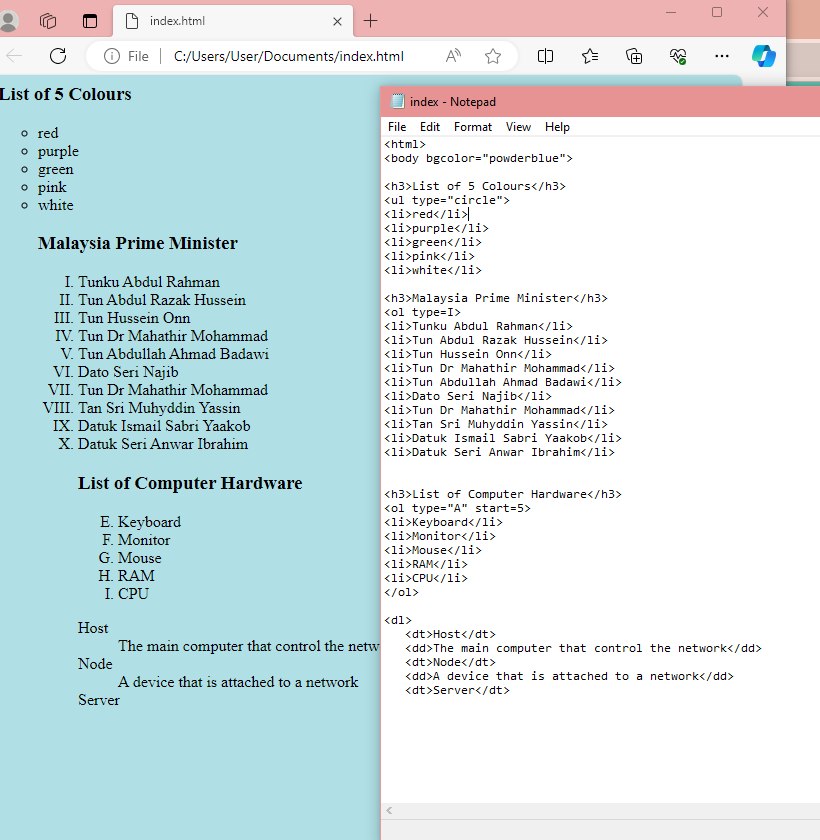 index.html
File
C:/Users/User/Documents/index.html
List of 5 Colours
red
purple
green
pink
white
Malaysia Prime Minister
I. Tunku Abdul Rahman
II. Tun Abdul Razak Hussein
III. Tun Hussein Onn
IV. Tun Dr Mahathir Mohammad
V. Tun Abdullah Ahmad Badawi
VI. Dato Seri Najib
VII. Tun Dr Mahathir Mohammad
VIII. Tan Sri Muhyddin Yassin
IX. Datuk Ismail Sabri Yaakob
X. Datuk Seri Anwar Ibrahim
List of Computer Hardware
E. Keyboard
F. Monitor
G. Mouse
H. RAM
I. CPU
Host
The main computer that control the netw
Node
A device that is attached to a network
Server
index - Notepad
File Edit Format View Help
<html>
<body bgcolor="powderblue">
<h3>List of 5 Colours</h3>
<ul type="circle">
<li>red</li>
<li>purple</li>
<li>green</li>
<li>pink</li>
<li>white</li>
<h3>Malaysia Prime Minister</h3>
<ol type=I>
<li>Tunku Abdul Rahman</li>
<li>Tun Abdul Razak Hussein</li>
<li>Tun Hussein Onn</li>
<li>Tun Dr Mahathir Mohammad</li>
<li>Tun Abdullah Ahmad Badawi</li>
<li>Dato Seri Najib</li>
<li>Tun Dr Mahathir Mohammad</li>
<li>Tan Sri Muhyddin Yassin</li>
<li>Datuk Ismail Sabri Yaakob</li>
<li>Datuk Seri Anwar Ibrahim</li>
<h3>List of Computer Hardware</h3>
<ol type="A" start=5>
<li>Keyboard</li>
<li>Monitor</li>
<li>Mouse</li>
<li>RAM</li>
<li>CPU</li>
</ol>
<dl>
<dt>Host</dt>
<dd>The main computer that control the network</dd>
<dt>Node</dt>
<dd>A device that is attached to a network</dd>
<dt>Server</dt>